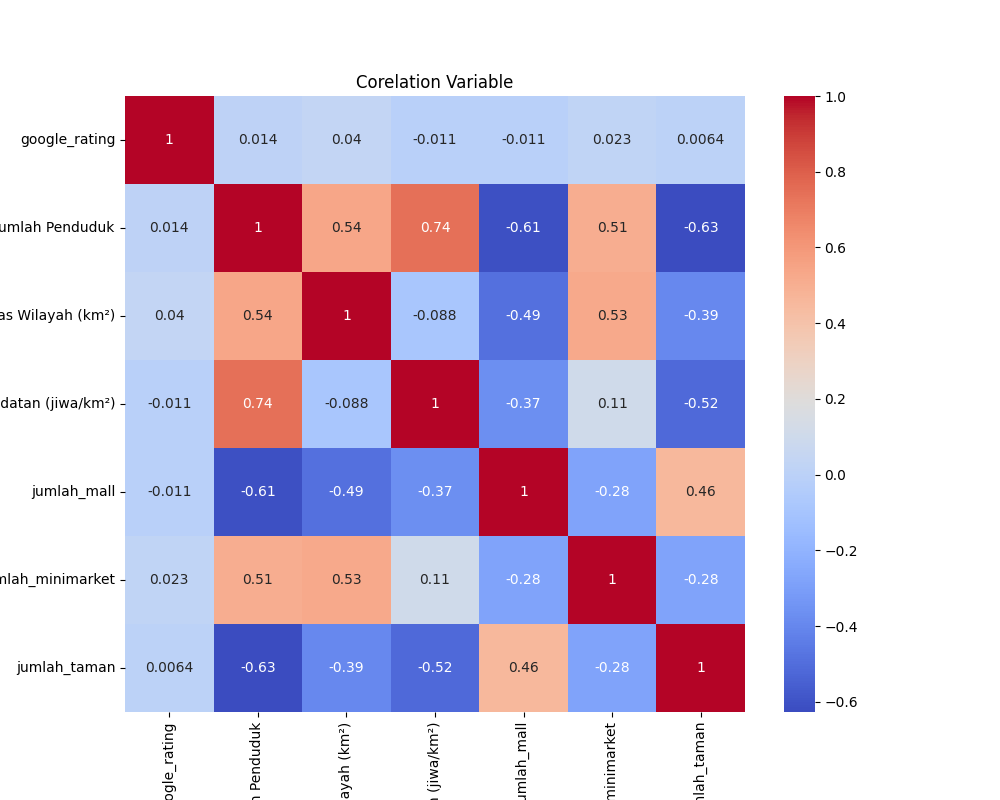 Corelation Variable
google_rating 1 0.014 0.04 -0.011 -0.011 0.023 0.0064
umlah Penduduk 0.014 1 0.54 0.74 -0.61 0.51 -0.63
as Wilayah (km²) 0.04 0.54 1 -0.088 -0.49 0.53 -0.39
datan (jiwa/km²) -0.011 0.74 -0.088 1 -0.37 0.11 -0.52
jumlah_mall -0.011 -0.61 -0.49 -0.37 1 -0.28 0.46
mlah_minimarket 0.023 0.51 0.53 0.11 -0.28 1 -0.28
jumlah_taman 0.0064 -0.63 -0.39 -0.52 0.46 -0.28 1
ogle_rating
n Penduduk
ayah (km²)
n (jiwa/km²)
umlah_mall
minimarket
mlah_taman
1.0
0.8
0.6
0.4
0.2
0.0
−0.2
−0.4
−0.6